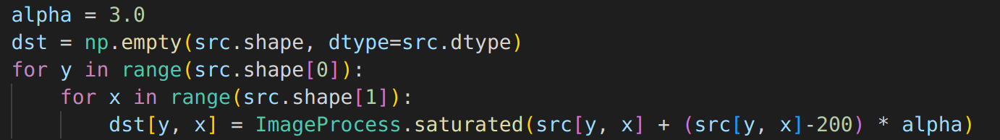 alpha = 3.0
dst = np.empty(src.shape, dtype=src.dtype)
for y in range(src.shape[0]):
    for x in range(src.shape[1]):
        dst[y, x] = ImageProcess.saturated(src[y, x] + (src[y, x]-200) * alpha)